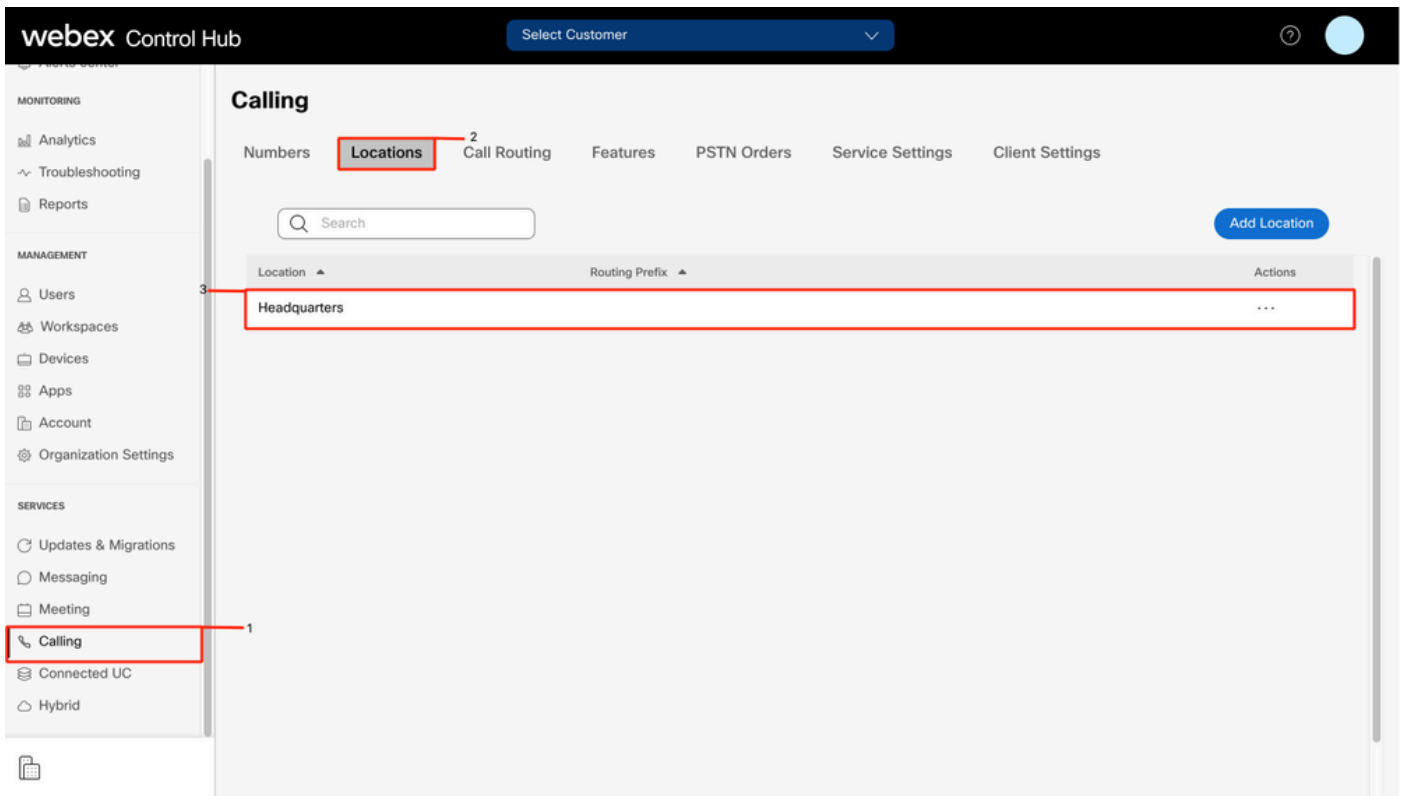 webex Control Hub
Select Customer
Alerts center
MONITORING
Analytics
Troubleshooting
Reports
MANAGEMENT
Users
Workspaces
Devices
Apps
Account
Organization Settings
SERVICES
Updates & Migrations
Messaging
Meeting
Calling
1
Connected UC
Hybrid
Calling
Numbers Locations 2 Call Routing Features PSTN Orders Service Settings Client Settings
Search
Add Location
Location Routing Prefix Actions
3
Headquarters ...